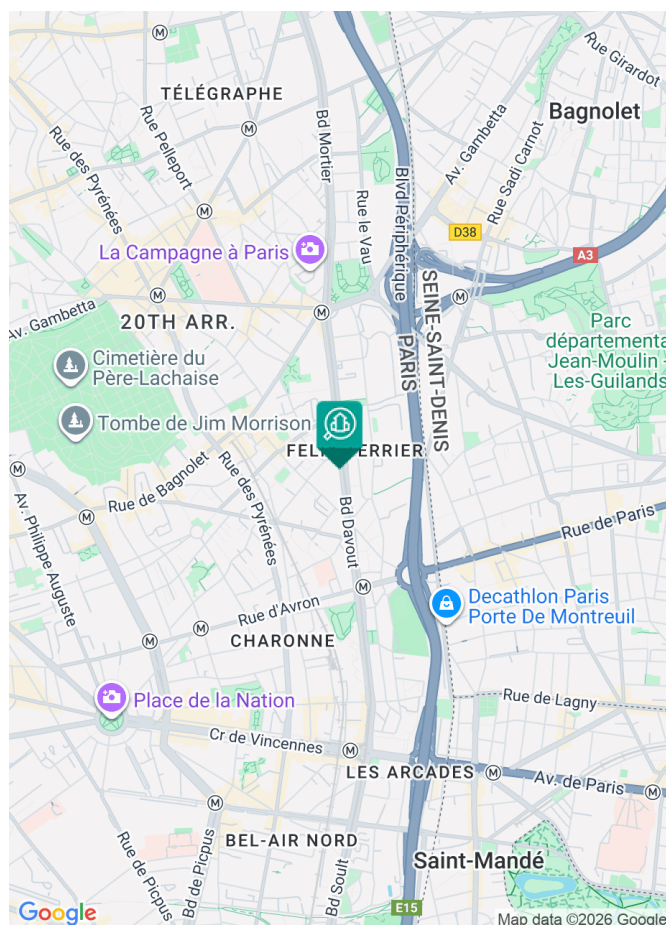 TÉLÉGRAPHE
Rue Girardot
Bagnolet
Rue des Pyrénées
Rue Pelleport
Bd Mortier
Rue le Vau
Blvd Périphérique
Av. Gambetta
Rue Sadi Carnot
D38
A3
La Campagne à Paris
SEINE-SAINT-DENIS
PARIS
Av. Gambetta
20TH ARR.
Parc
départementa
Jean-Moulin -
Les-Guilands
Cimetière du
Père-Lachaise
Tombe de Jim Morrison
Rue de Bagnolet
Rue des Pyrénées
Av. Philippe Auguste
Bd Davout
Rue de Paris
Rue d'Avron
Decathlon Paris
Porte De Montreuil
CHARONNE
Place de la Nation
Rue de Lagny
Cr de Vincennes
LES ARCADES
Av. de Paris
BEL-AIR NORD
Saint-Mandé
Rue de Picpus
Bd de Picpus
Bd Soult
E15
Google
Map data ©2026 Google